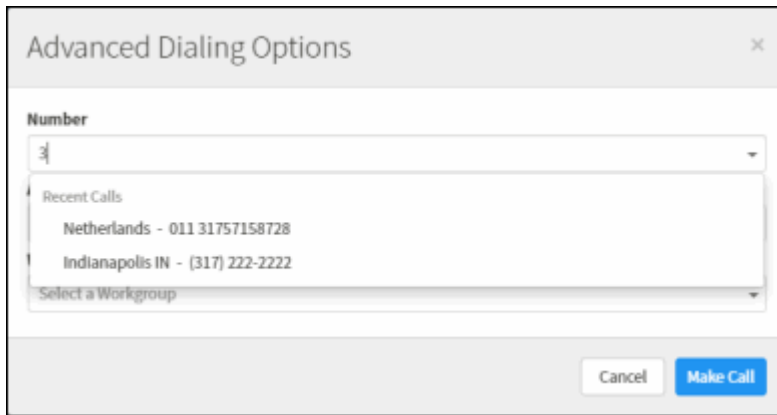 Advanced Dialing Options
×
Number
3
Recent Calls
Netherlands - 011 31757158728
Indianapolis IN - (317) 222-2222
Select a Workgroup
Cancel
Make Call